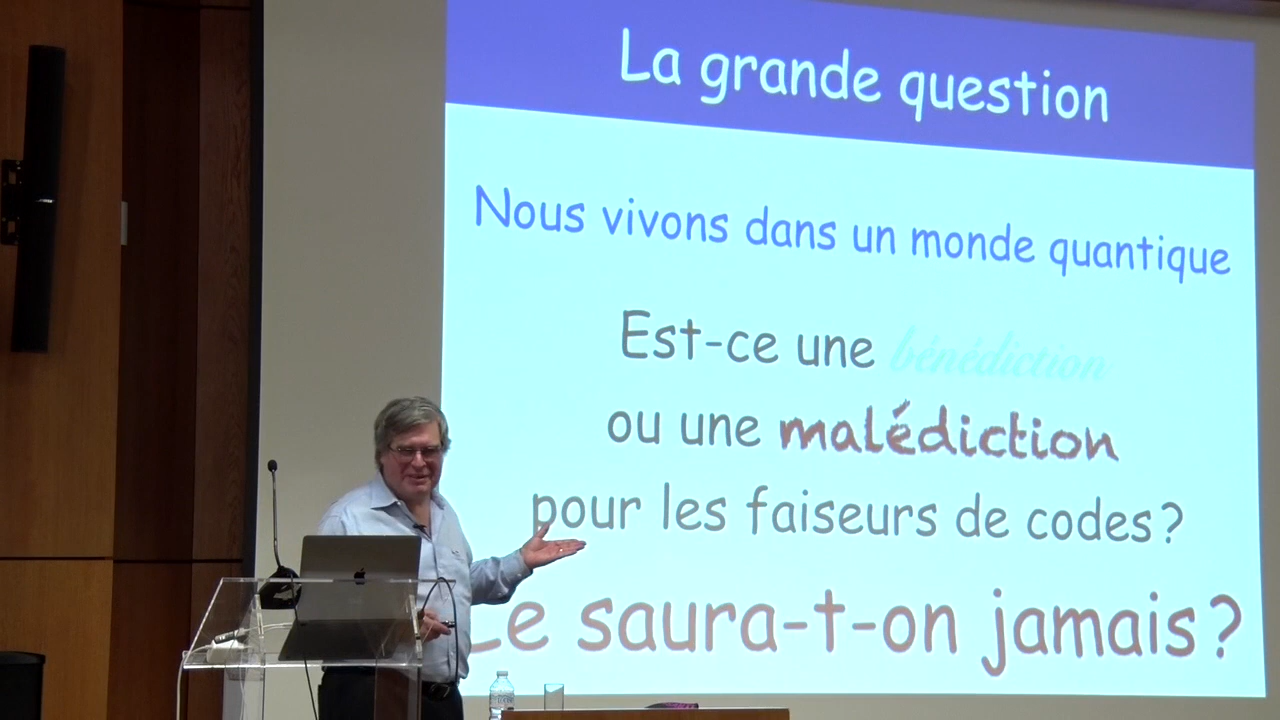 La grande question
Nous vivons dans un monde quantique
Est-ce une bénédiction
ou une malédiction
pour les faiseurs de codes?
Le saura-t-on jamais?